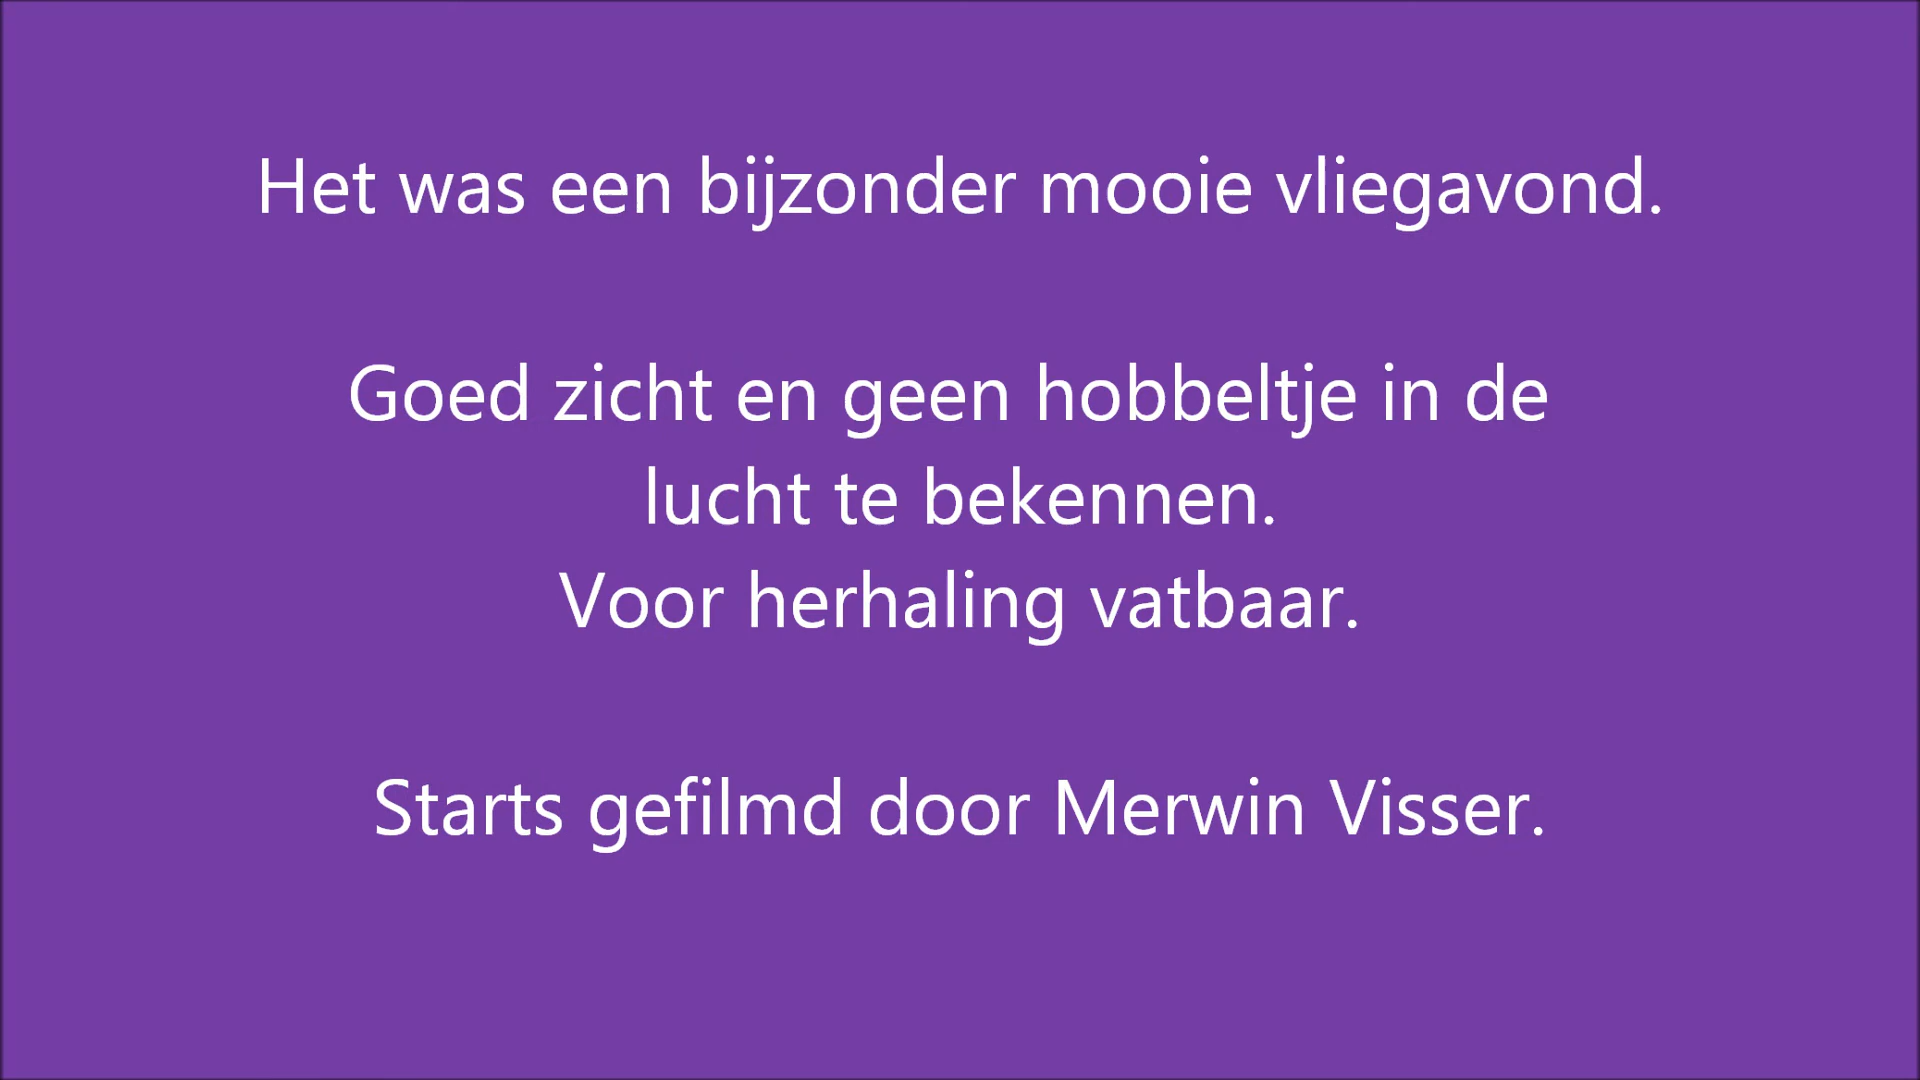 Het was een bijzonder mooie vliegavond.
Goed zicht en geen hobbeltje in de
lucht te bekennen.
Voor herhaling vatbaar.
Starts gefilmd door Merwin Visser.